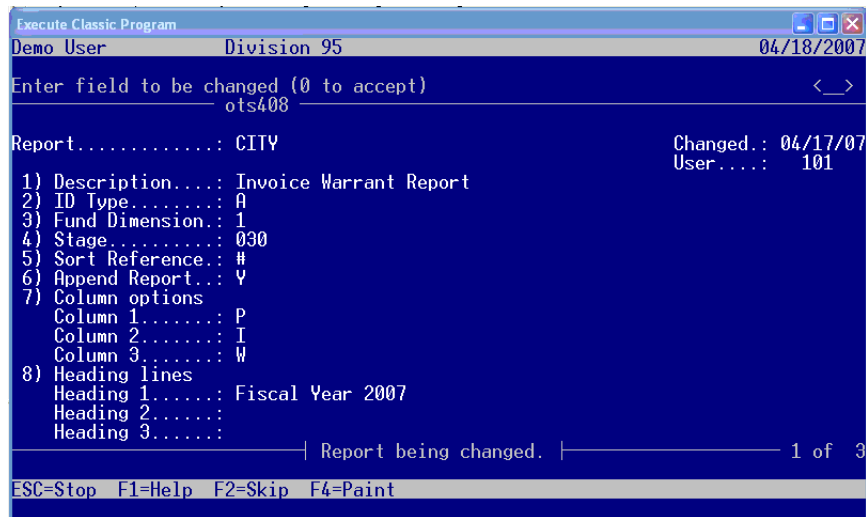 Execute Classic Program
Demo User Division 95 04/18/2007
Enter field to be changed (0 to accept) <__>
ots408
Report.............: CITY Changed.: 04/17/07
User....: 101
1) Description....: Invoice Warrant Report
2) ID Type........: A
3) Fund Dimension.: 1
4) Stage..........: 030
5) Sort Reference.: #
6) Append Report..: Y
7) Column options
Column 1.......: P
Column 2.......: I
Column 3.......: W
8) Heading lines
Heading 1......: Fiscal Year 2007
Heading 2......:
Heading 3......:
Report being changed. 1 of 3
ESC=Stop F1=Help F2=Skip F4=Paint